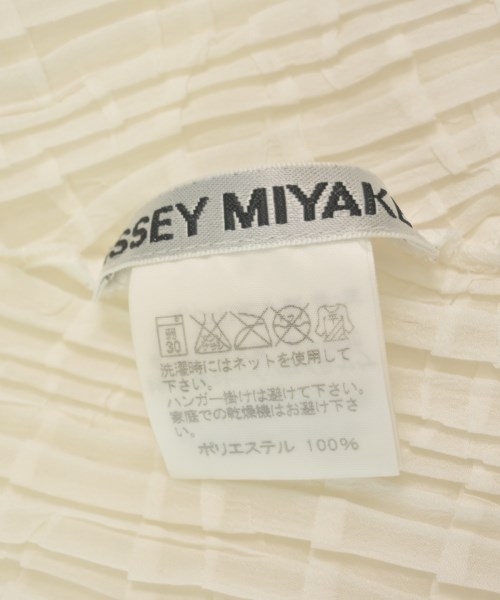 ISSEY MIYAKE
30
洗濯時にはネットを使用して
下さい。
ハンガー掛けは避けて下さい。
家庭での乾燥機はお避け下さ
い。
ポリエステル 100%